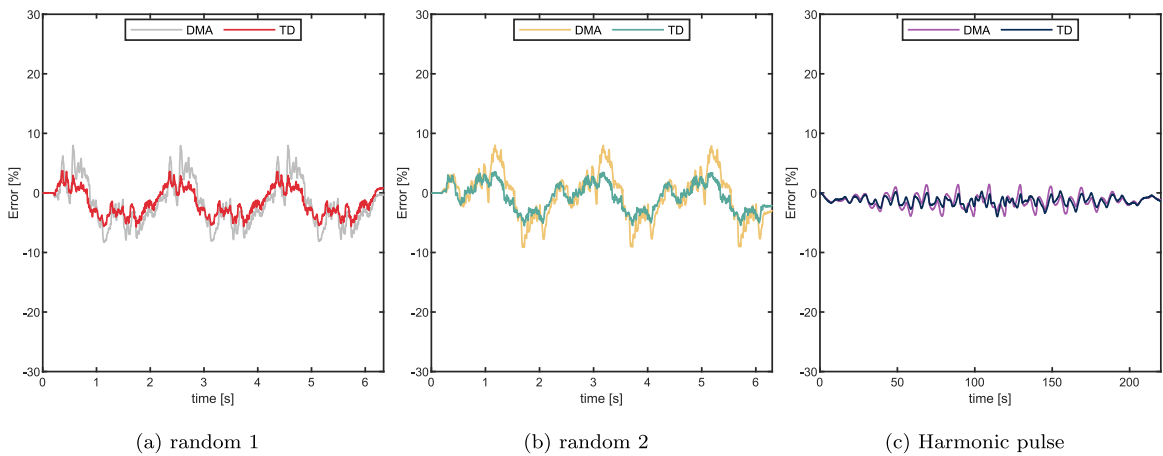 DMA TD
30
20
10
0
-10
-20
-30
Error [%]
0 1 2 3 4 5 6
time [s]
(a) random 1
DMA TD
30
20
10
0
-10
-20
-30
Error [%]
0 1 2 3 4 5 6
time [s]
(b) random 2
DMA TD
30
20
10
0
-10
-20
-30
Error [%]
0 50 100 150 200
time [s]
(c) Harmonic pulse